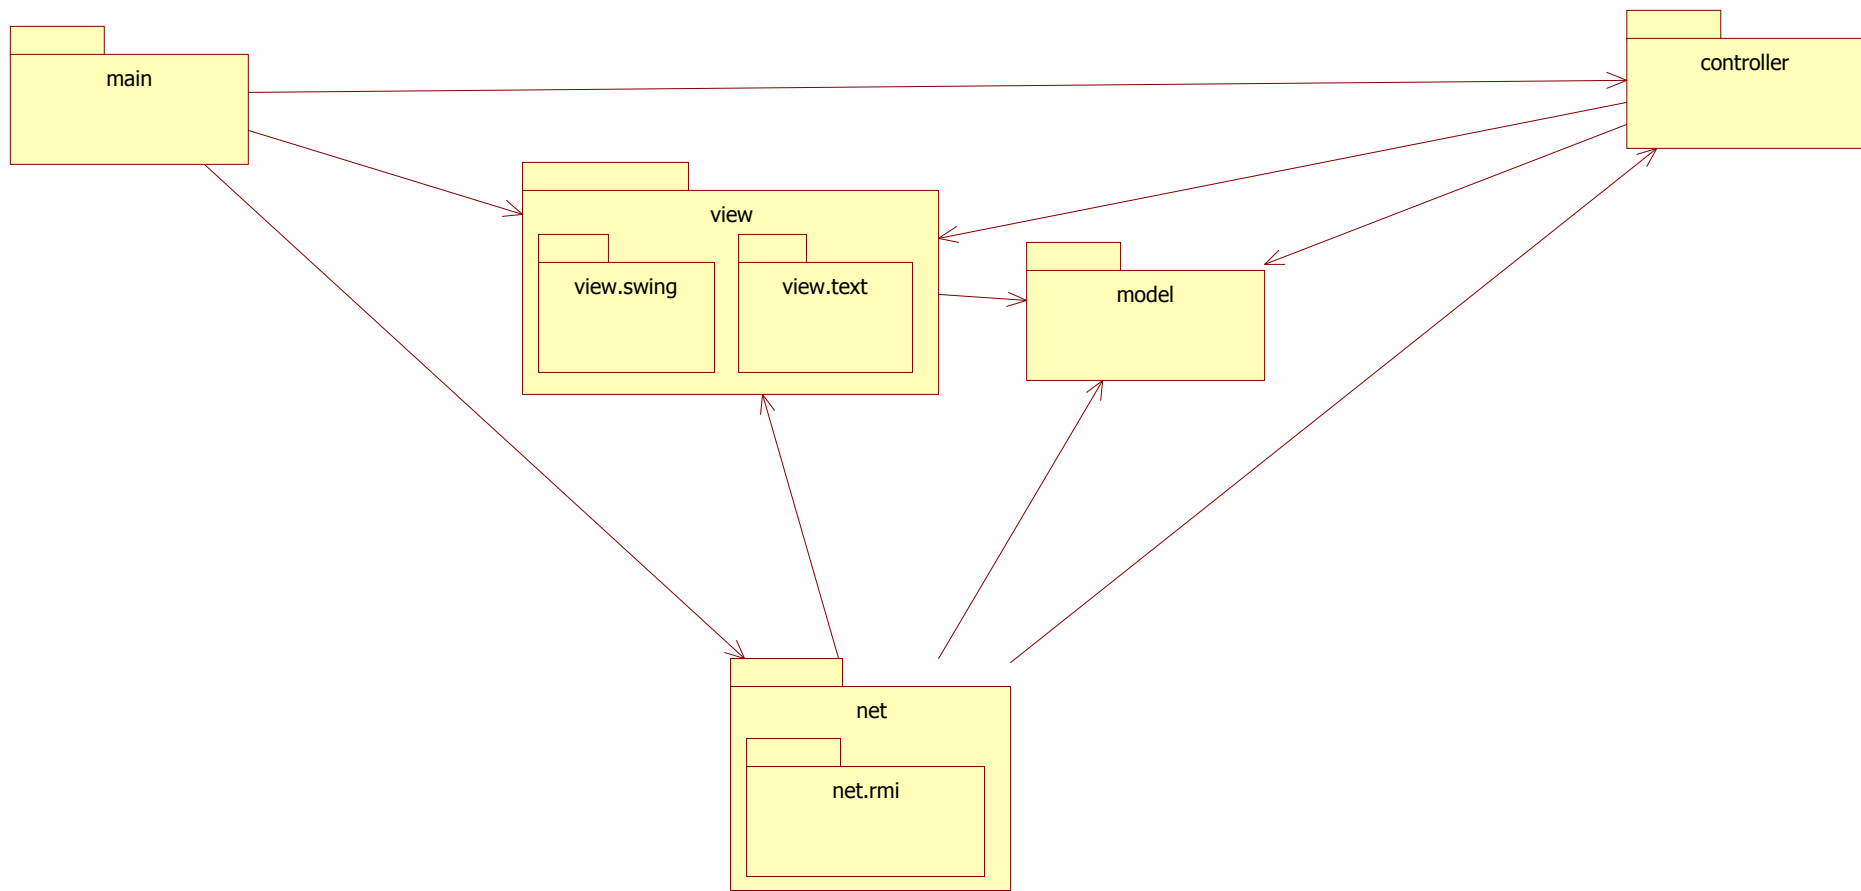 main
controller
view
view.swing
view.text
model
net
net.rmi